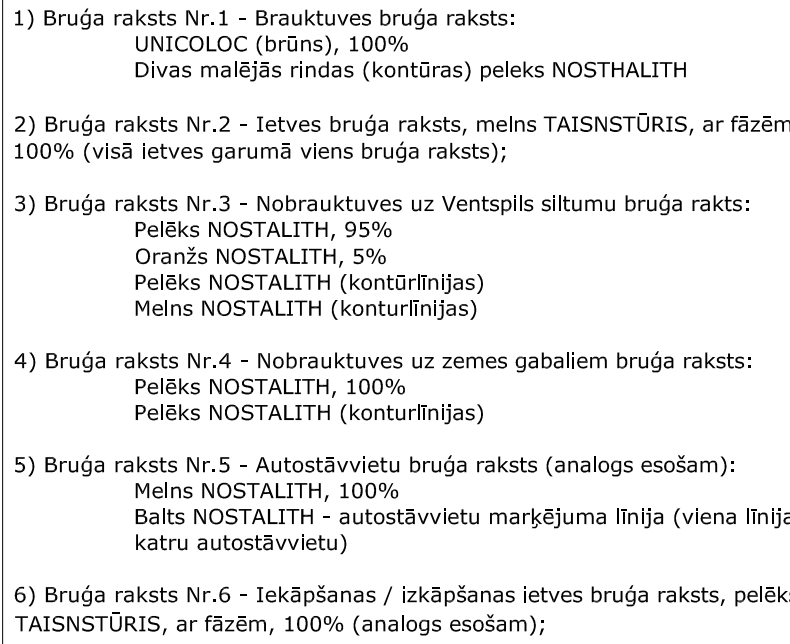 1) Bruģa raksts Nr.1 - Brauktuves bruģa raksts:
UNICOLOC (brūns), 100%
Divas malējās rindas (kontūras) peleks NOSTHALITH
2) Bruģa raksts Nr.2 - Ietves bruģa raksts, melns TAISNSTŪRIS, ar fāzēm
100% (visā ietves garumā viens bruģa raksts);
3) Bruģa raksts Nr.3 - Nobrauktuves uz Ventspils siltumu bruģa rakts:
Pelēks NOSTALITH, 95%
Oranžs NOSTALITH, 5%
Pelēks NOSTALITH (kontūrlīnijas)
Melns NOSTALITH (konturlīnijas)
4) Bruģa raksts Nr.4 - Nobrauktuves uz zemes gabaliem bruģa raksts:
Pelēks NOSTALITH, 100%
Pelēks NOSTALITH (konturlīnijas)
5) Bruģa raksts Nr.5 - Autostāvvietu bruģa raksts (analogs esošam):
Melns NOSTALITH, 100%
Balts NOSTALITH - autostāvvietu marķējuma līnija (viena līnija
katru autostāvvietu)
6) Bruģa raksts Nr.6 - Iekāpšanas / izkāpšanas ietves bruģa raksts, pelēks
TAISNSTŪRIS, ar fāzēm, 100% (analogs esošam);